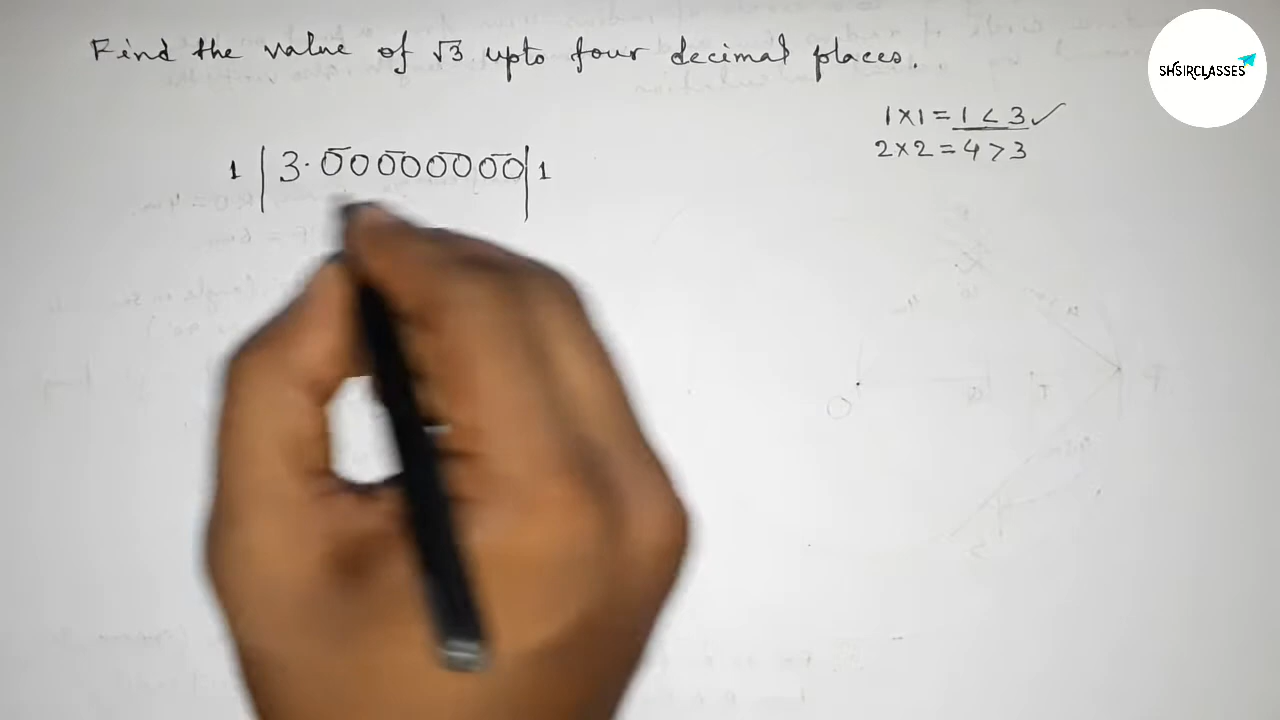 Find the value of √3 upto four decimal places.
SHSIRCLASSES
1×1 = 1 < 3 ✓
2×2 = 4 > 3
1 | 3.00000000 | 1